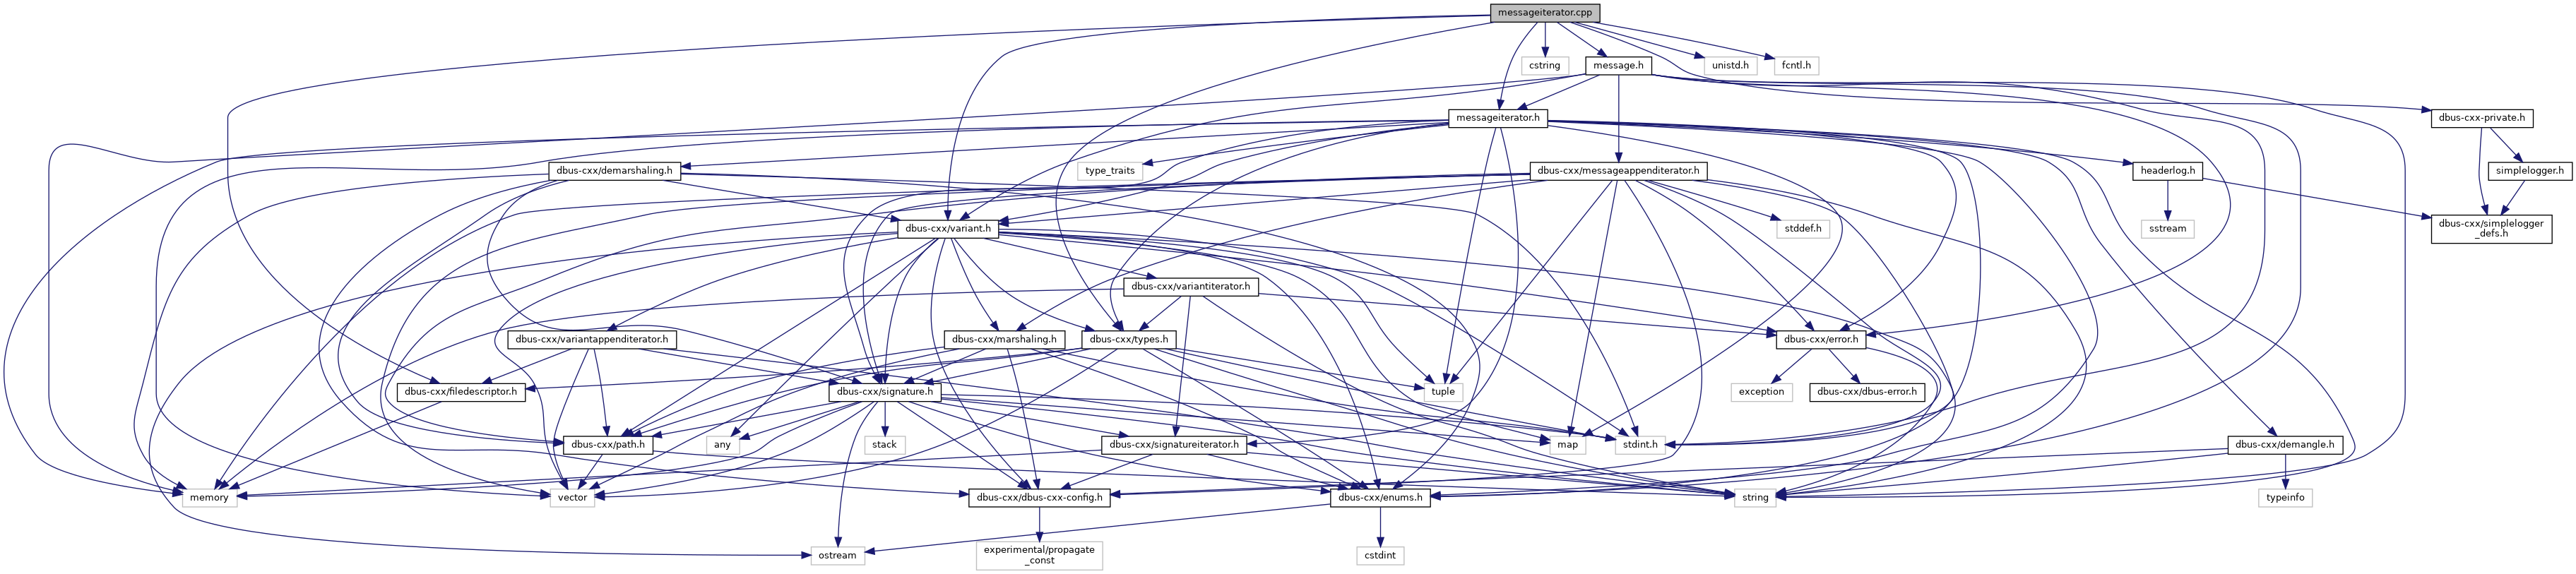 messageiterator.cpp
cstring
message.h
unistd.h
fcntl.h
messageiterator.h
dbus-cxx-private.h
dbus-cxx/demarshaling.h
type_traits
dbus-cxx/messageappenditerator.h
headerlog.h
simplelogger.h
dbus-cxx/variant.h
stddef.h
sstream
dbus-cxx/simplelogger
_defs.h
dbus-cxx/variantiterator.h
dbus-cxx/variantappenditerator.h
dbus-cxx/marshaling.h
dbus-cxx/types.h
dbus-cxx/error.h
dbus-cxx/filedescriptor.h
dbus-cxx/signature.h
tuple
exception
dbus-cxx/dbus-error.h
dbus-cxx/path.h
any
stack
dbus-cxx/signatureiterator.h
map
stdint.h
dbus-cxx/demangle.h
memory
vector
dbus-cxx/dbus-cxx-config.h
dbus-cxx/enums.h
string
typeinfo
ostream
experimental/propagate
_const
cstdint